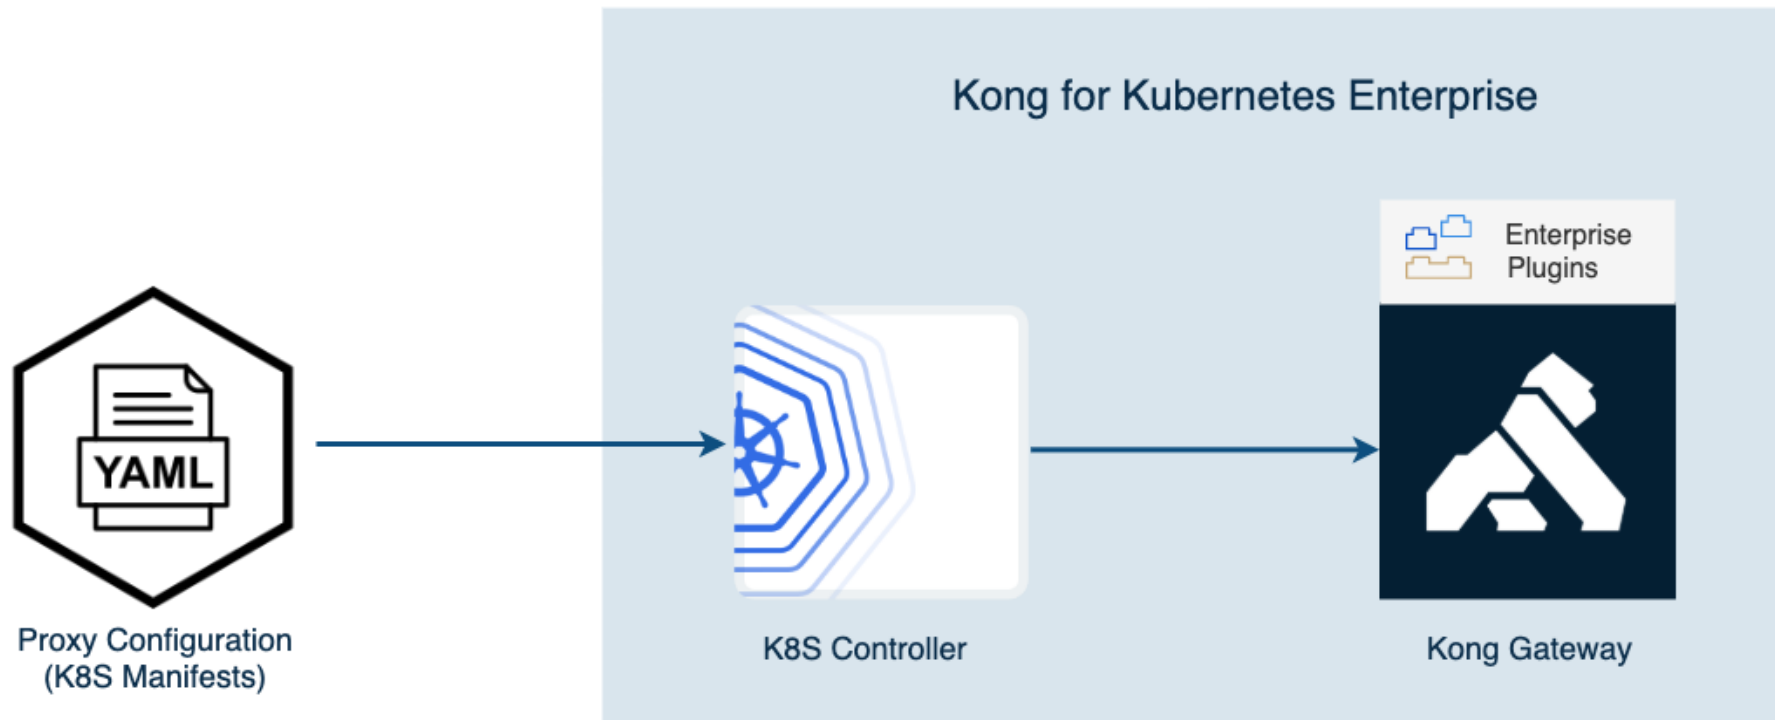 Kong for Kubernetes Enterprise
Enterprise
Plugins
YAML
Proxy Configuration
(K8S Manifests)
K8S Controller
Kong Gateway